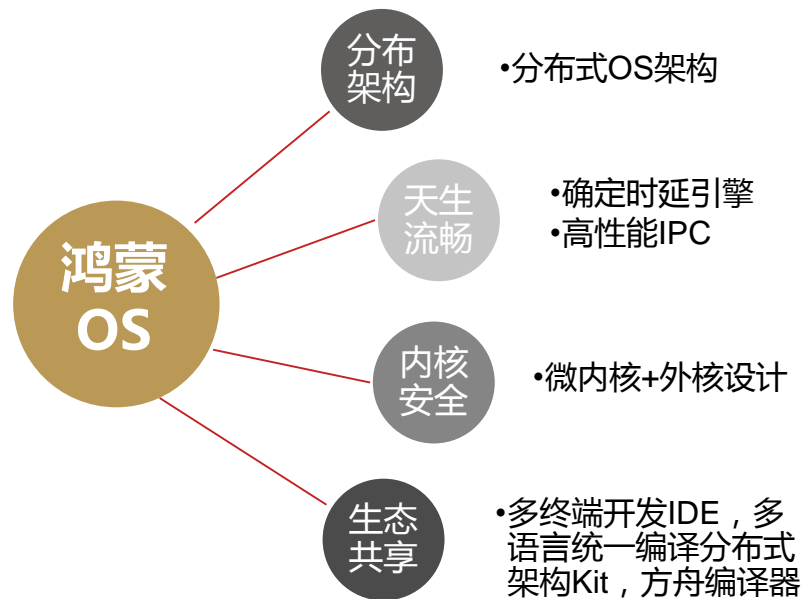 鸿蒙
OS
分布
架构
•分布式OS架构
天生
流畅
•确定时延引擎
•高性能IPC
内核
安全
•微内核+外核设计
生态
共享
•多终端开发IDE，多
语言统一编译分布式
架构Kit，方舟编译器